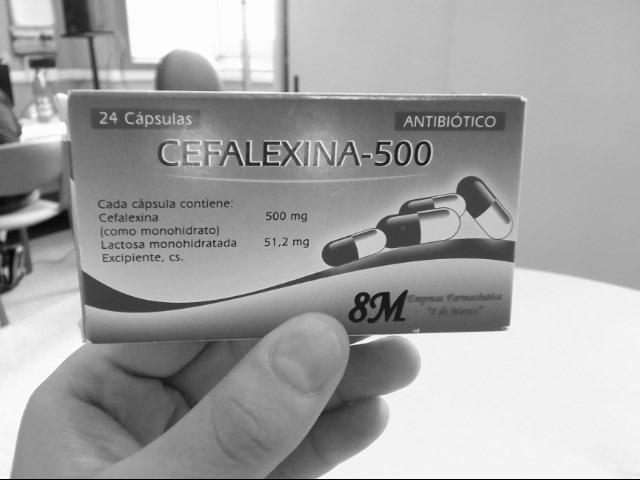 24 Cápsulas
ANTIBIÓTICO
CEFALEXINA-500
Cada cápsula contiene:
Cefalexina 500 mg
(como monohidrato)
Lactosa monohidratada 51,2 mg
Excipiente, cs.
8M Empresa Farmacéutica
"8 de Marzo"